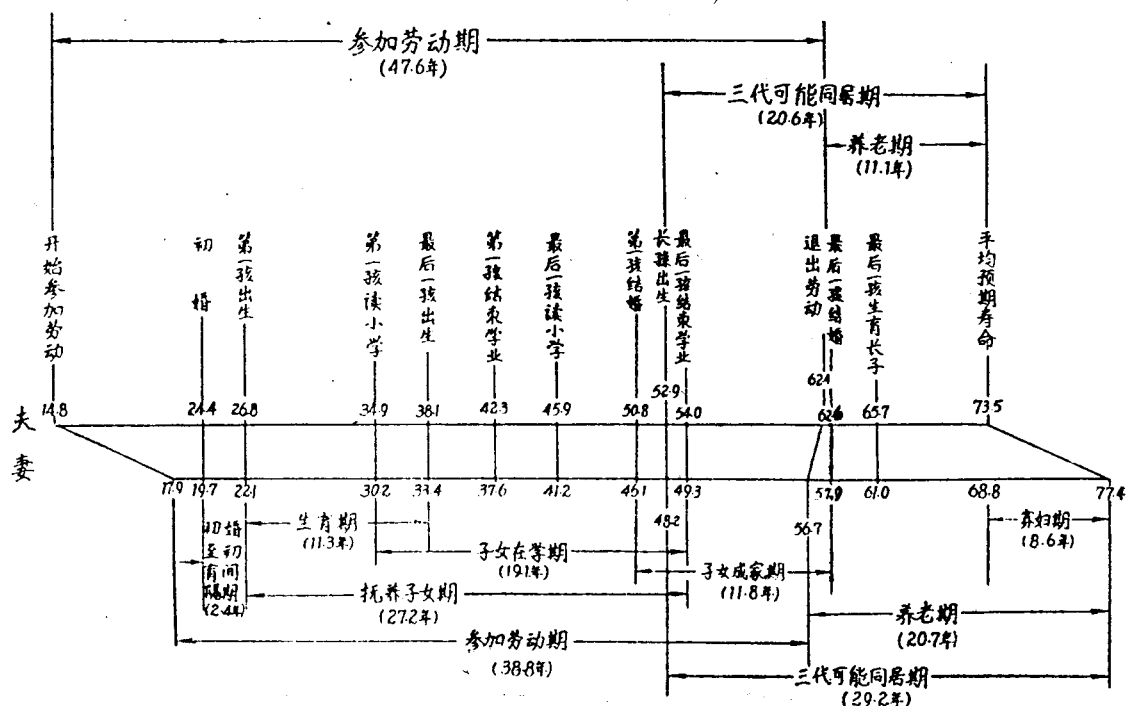 参加劳动期
(47.6年)
三代可能同居期
(20.6年)
养老期
(11.1年)
开始参加劳动
初婚
第一孩出生
第一孩读小学
最后一孩出生
第一孩结束学业
最后一孩读小学
第一孩结婚
长孙出生
最后一孩结束学业
退出劳动
最后一孩结婚
最后一孩生育长子
平均预期寿命
52.9
62.4
14.8 24.4 26.8 34.9 38.1 42.3 45.9 50.8 54.0 62.6 65.7 73.5
夫
妻
17.9 19.7 22.1 30.2 33.4 37.6 41.2 46.1 49.3 57.9 61.0 68.8 77.4
48.2
56.7
初婚
至初
育间
隔期
(2.4年)
生育期
(11.3年)
子女在学期
(19.1年)
抚养子女期
(27.2年)
子女成家期
(11.8年)
寡妇期
(8.6年)
养老期
(20.7年)
参加劳动期
(38.8年)
三代可能同居期
(29.2年)